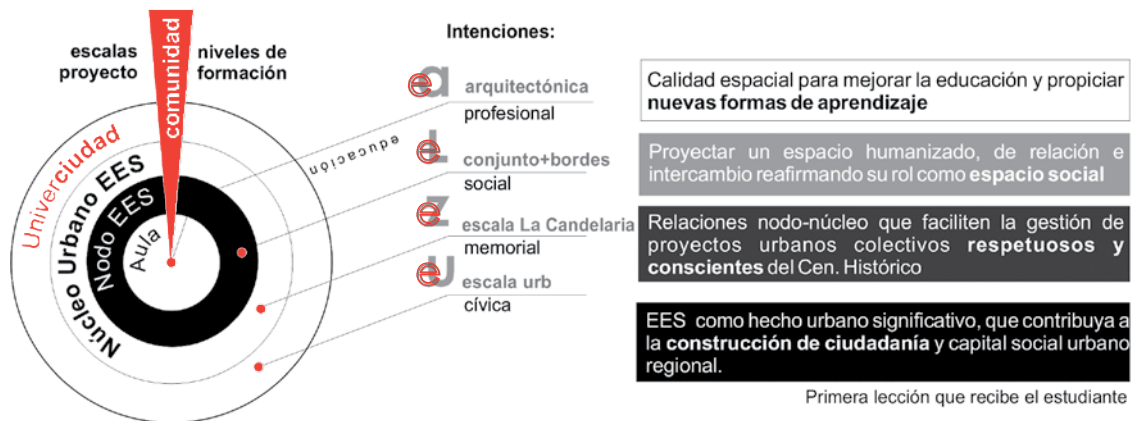 escalas
proyecto
niveles de
formación
comunidad
Univerciudad
Núcleo Urbano EES
Nodo EES
Aula
educación
Intenciones:
ea arquitectónica
profesional
eL conjunto+bordes
social
ez escala La Candelaria
memorial
eU escala urb
cívica
Calidad espacial para mejorar la educación y propiciar
nuevas formas de aprendizaje
Proyectar un espacio humanizado, de relación e
intercambio reafirmando su rol como espacio social
Relaciones nodo-núcleo que faciliten la gestión de
proyectos urbanos colectivos respetuosos y
conscientes del Cen. Histórico
EES como hecho urbano significativo, que contribuya a
la construcción de ciudadanía y capital social urbano
regional.
Primera lección que recibe el estudiante